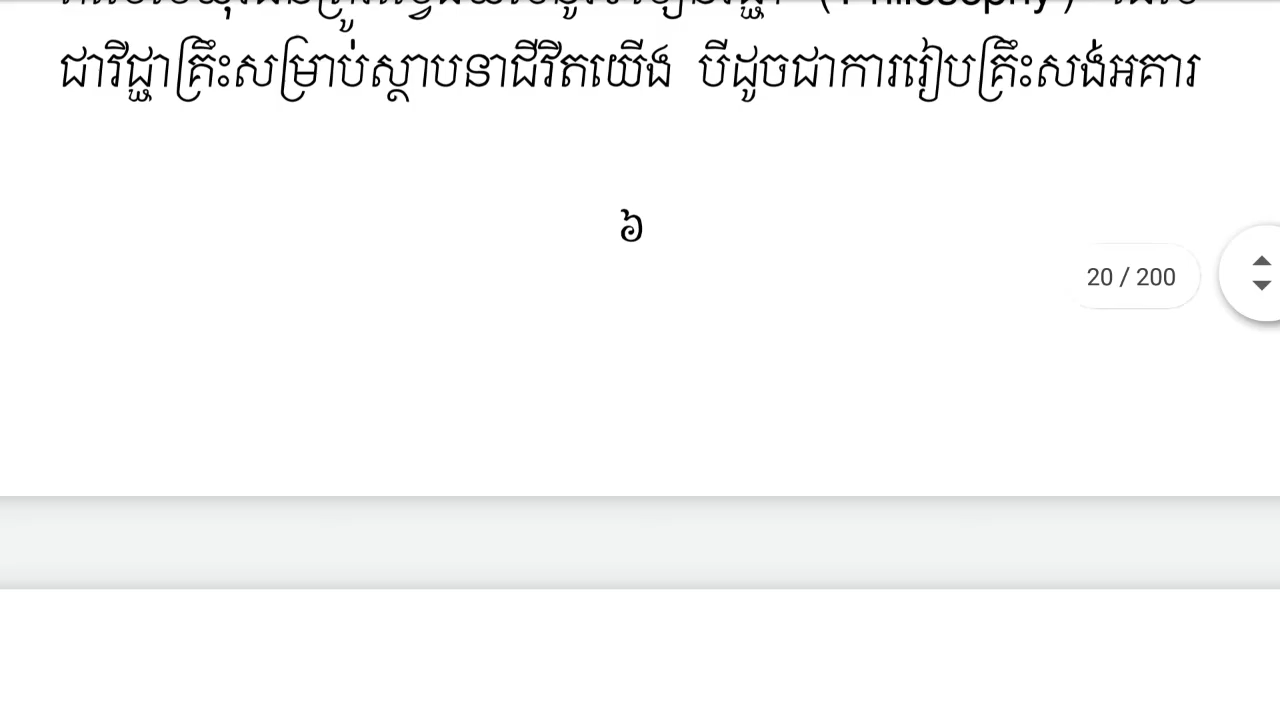 (Philosophy)
ជាវិជ្ជាគ្រឹះសម្រាប់ស្ថាបនាជីវិតយើង បីដូចជាការរៀបគ្រឹះសង់អគារ
៦
20 / 200